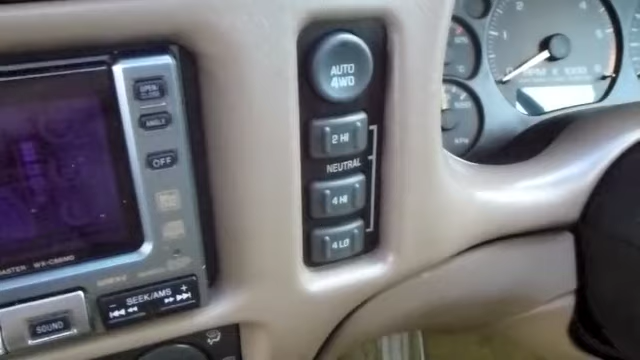 AUTO
4WD
2 HI
NEUTRAL
4 HI
4 LO
OPEN
ANGLE
OFF
SEEK/AMS
SOUND
RPM X 1000